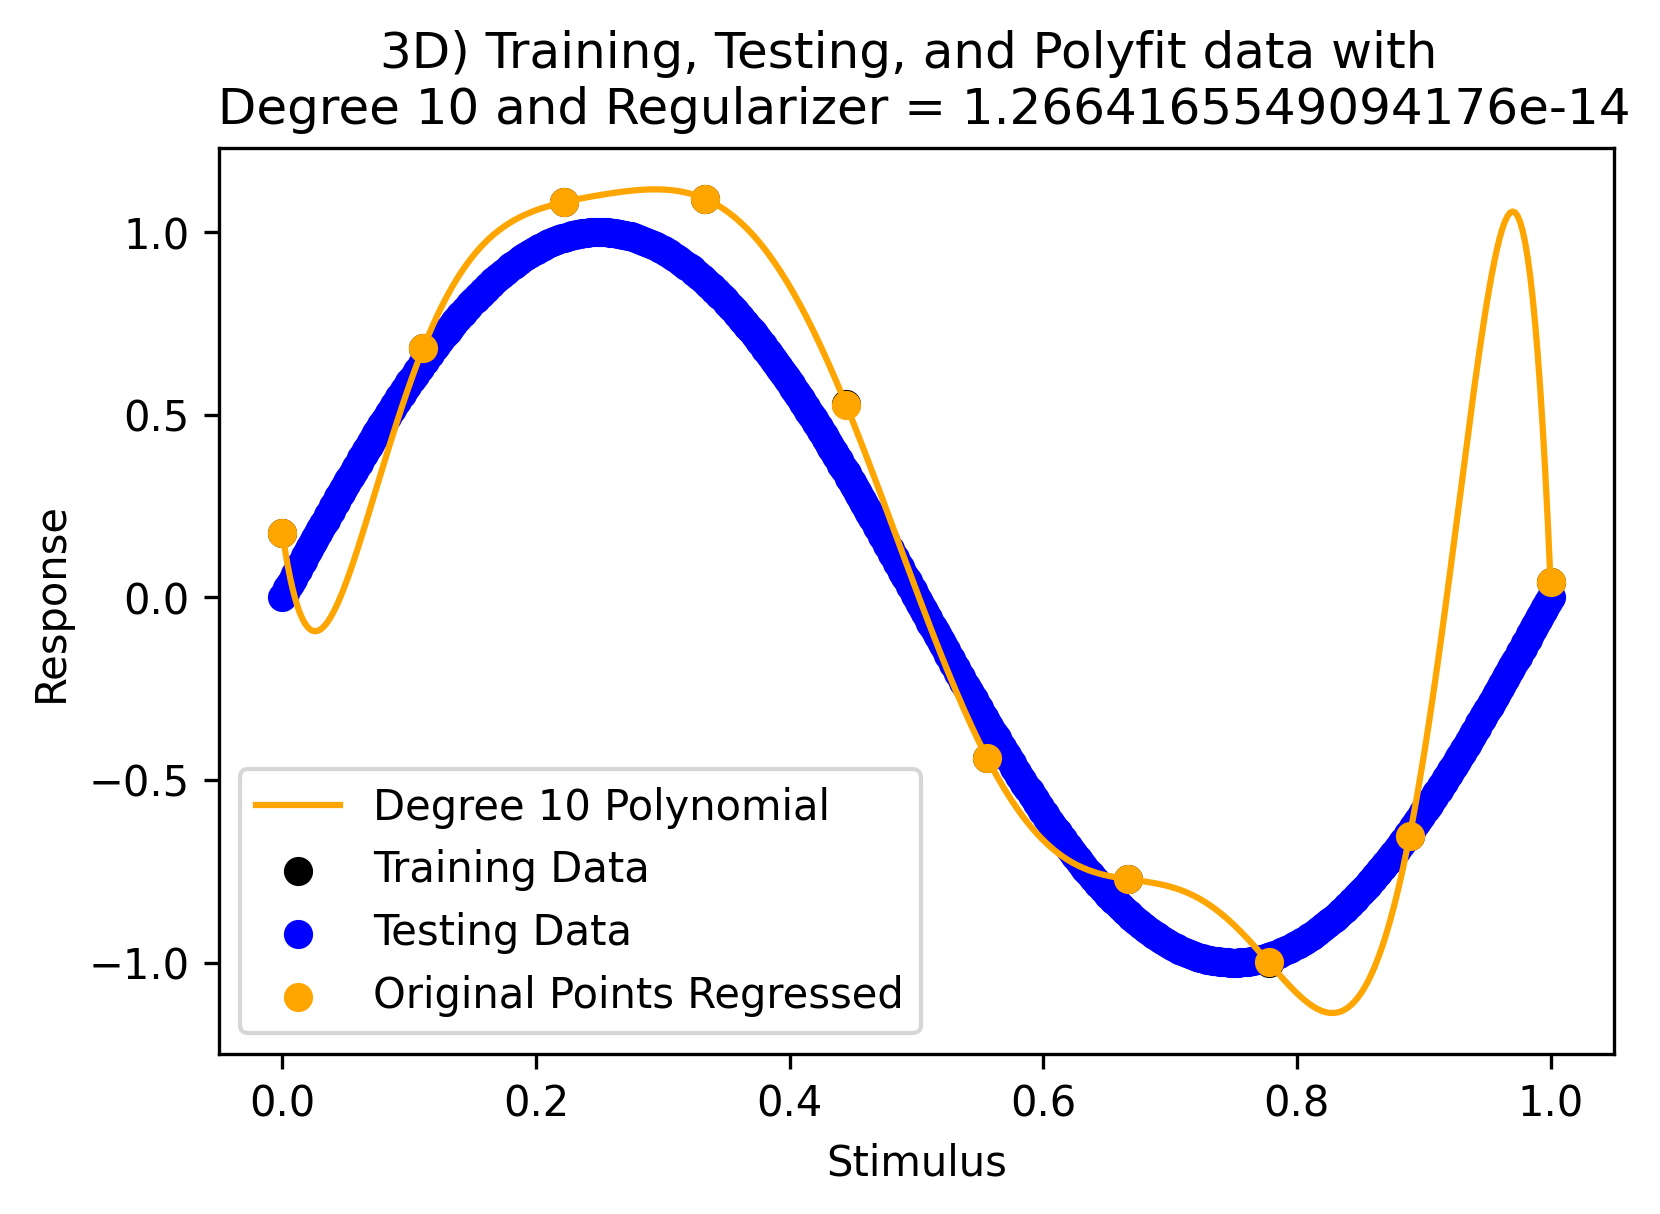 3D) Training, Testing, and Polyfit data with
Degree 10 and Regularizer = 1.2664165549094176e-14
1.0
0.5
0.0
−0.5
−1.0
Response
Degree 10 Polynomial
Training Data
Testing Data
Original Points Regressed
0.0 0.2 0.4 0.6 0.8 1.0
Stimulus